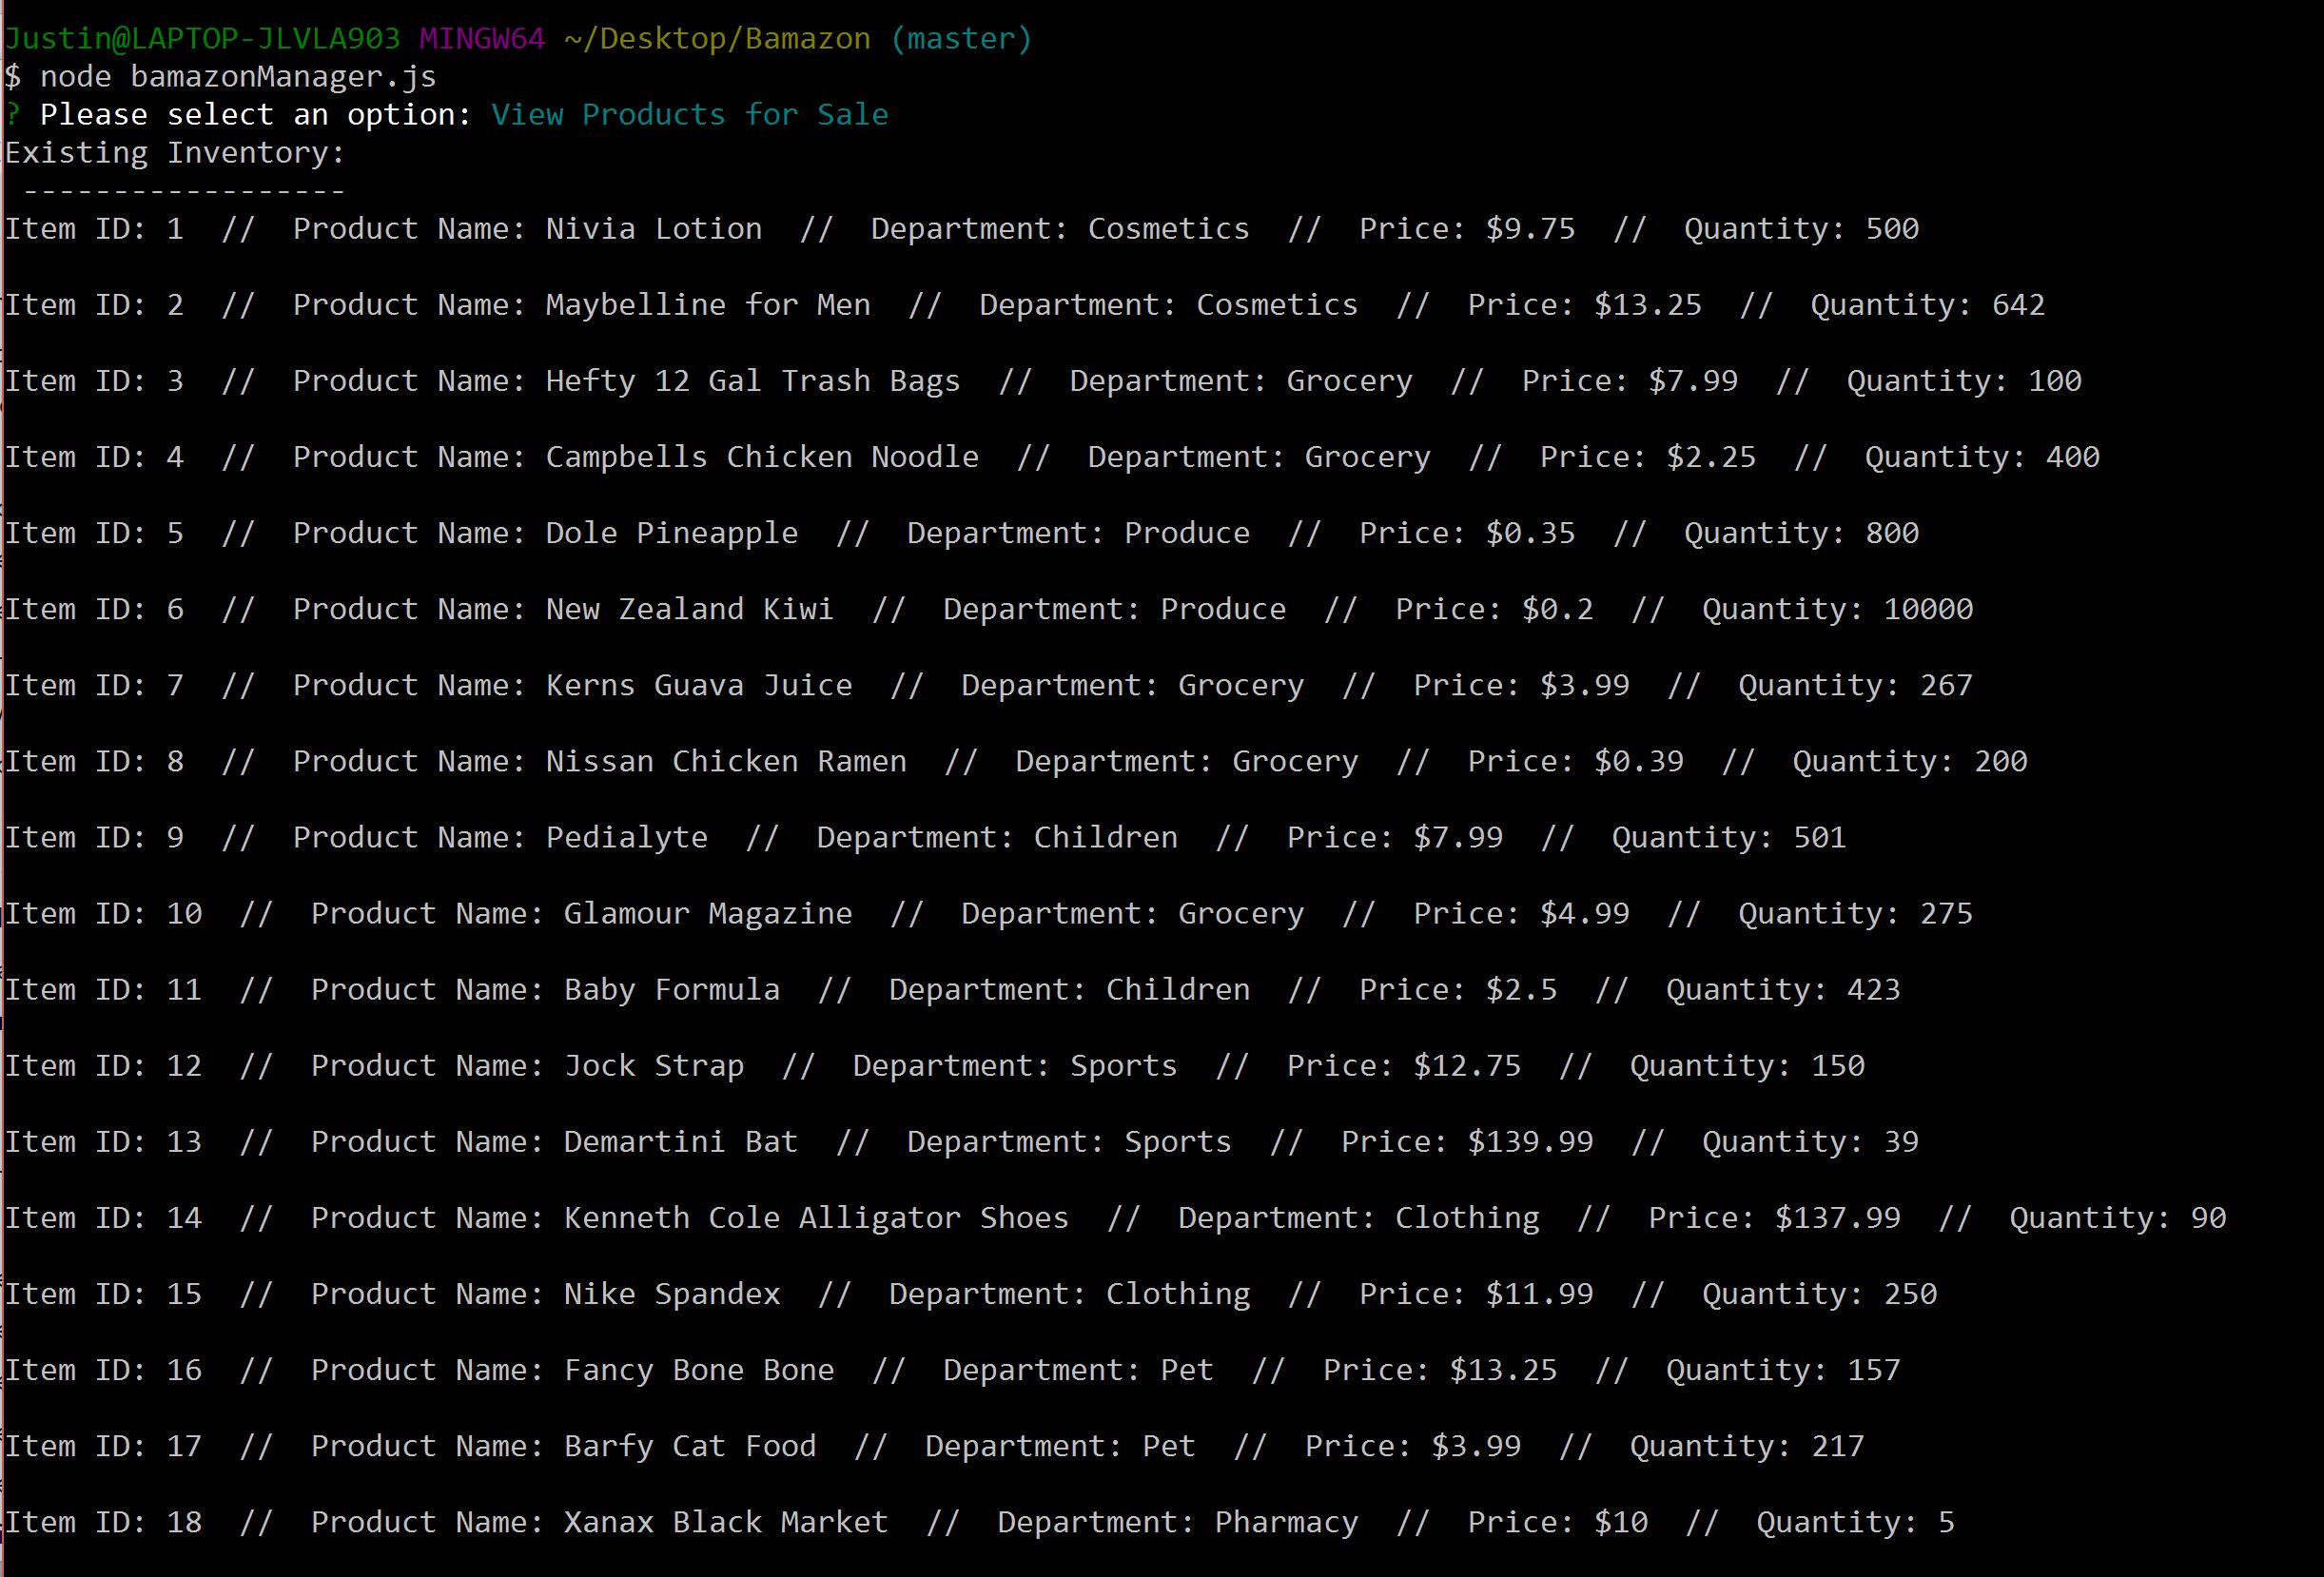 Justin@LAPTOP-JLVLA903 MINGW64 ~/Desktop/Bamazon (master)
$ node bamazonManager.js
? Please select an option: View Products for Sale
Existing Inventory:
------------------
Item ID: 1  //  Product Name: Nivia Lotion  //  Department: Cosmetics  //  Price: $9.75  //  Quantity: 500
Item ID: 2  //  Product Name: Maybelline for Men  //  Department: Cosmetics  //  Price: $13.25  //  Quantity: 642
Item ID: 3  //  Product Name: Hefty 12 Gal Trash Bags  //  Department: Grocery  //  Price: $7.99  //  Quantity: 100
Item ID: 4  //  Product Name: Campbells Chicken Noodle  //  Department: Grocery  //  Price: $2.25  //  Quantity: 400
Item ID: 5  //  Product Name: Dole Pineapple  //  Department: Produce  //  Price: $0.35  //  Quantity: 800
Item ID: 6  //  Product Name: New Zealand Kiwi  //  Department: Produce  //  Price: $0.2  //  Quantity: 10000
Item ID: 7  //  Product Name: Kerns Guava Juice  //  Department: Grocery  //  Price: $3.99  //  Quantity: 267
Item ID: 8  //  Product Name: Nissan Chicken Ramen  //  Department: Grocery  //  Price: $0.39  //  Quantity: 200
Item ID: 9  //  Product Name: Pedialyte  //  Department: Children  //  Price: $7.99  //  Quantity: 501
Item ID: 10  //  Product Name: Glamour Magazine  //  Department: Grocery  //  Price: $4.99  //  Quantity: 275
Item ID: 11  //  Product Name: Baby Formula  //  Department: Children  //  Price: $2.5  //  Quantity: 423
Item ID: 12  //  Product Name: Jock Strap  //  Department: Sports  //  Price: $12.75  //  Quantity: 150
Item ID: 13  //  Product Name: Demartini Bat  //  Department: Sports  //  Price: $139.99  //  Quantity: 39
Item ID: 14  //  Product Name: Kenneth Cole Alligator Shoes  //  Department: Clothing  //  Price: $137.99  //  Quantity: 90
Item ID: 15  //  Product Name: Nike Spandex  //  Department: Clothing  //  Price: $11.99  //  Quantity: 250
Item ID: 16  //  Product Name: Fancy Bone Bone  //  Department: Pet  //  Price: $13.25  //  Quantity: 157
Item ID: 17  //  Product Name: Barfy Cat Food  //  Department: Pet  //  Price: $3.99  //  Quantity: 217
Item ID: 18  //  Product Name: Xanax Black Market  //  Department: Pharmacy  //  Price: $10  //  Quantity: 5